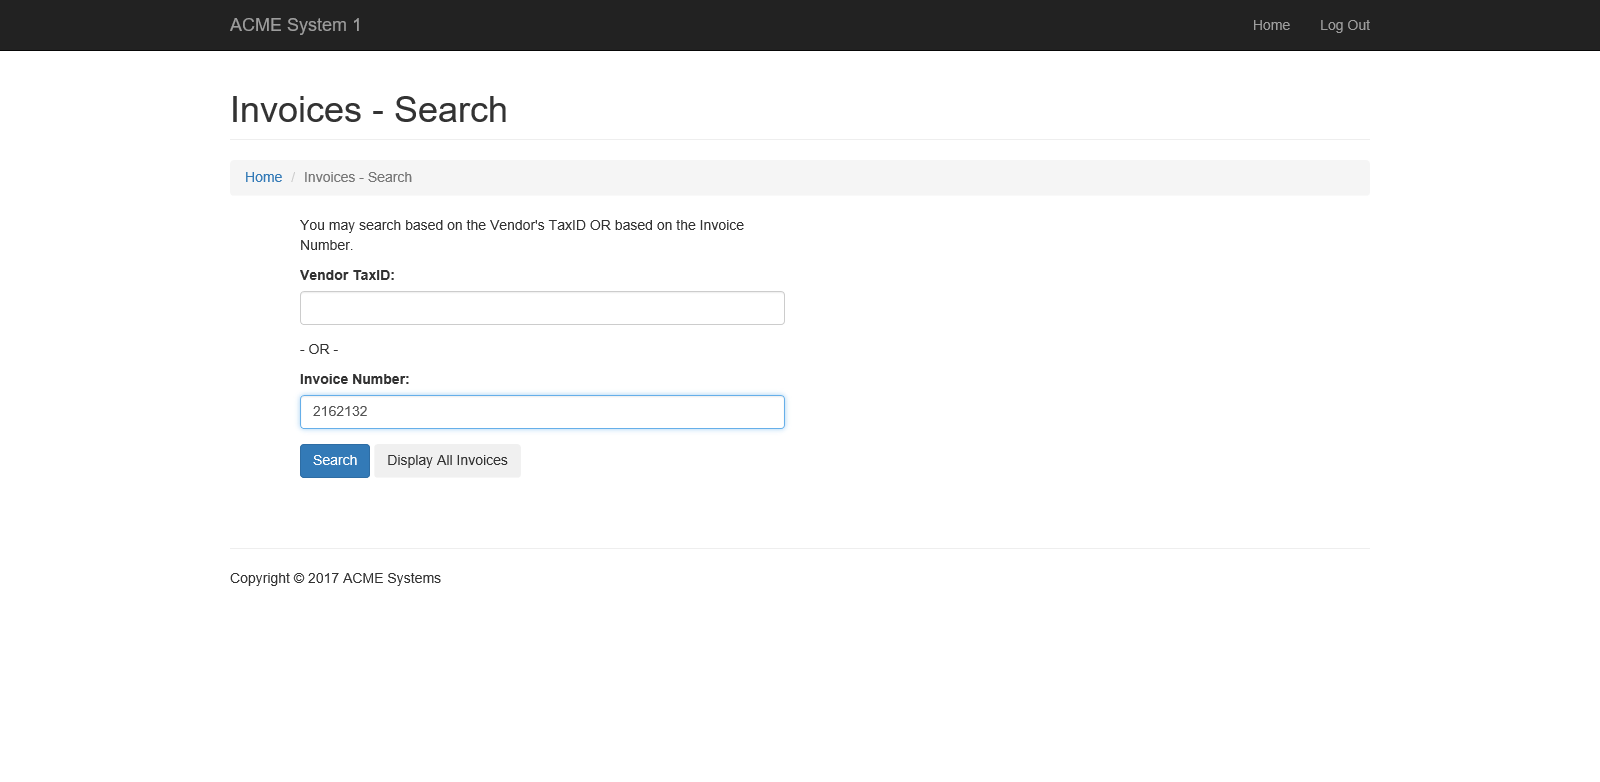 ACME System 1
Home
Log Out
Invoices - Search
Home / Invoices - Search
You may search based on the Vendor's TaxID OR based on the Invoice
Number.
Vendor TaxID:
- OR -
Invoice Number:
2162132
Search
Display All Invoices
Copyright © 2017 ACME Systems